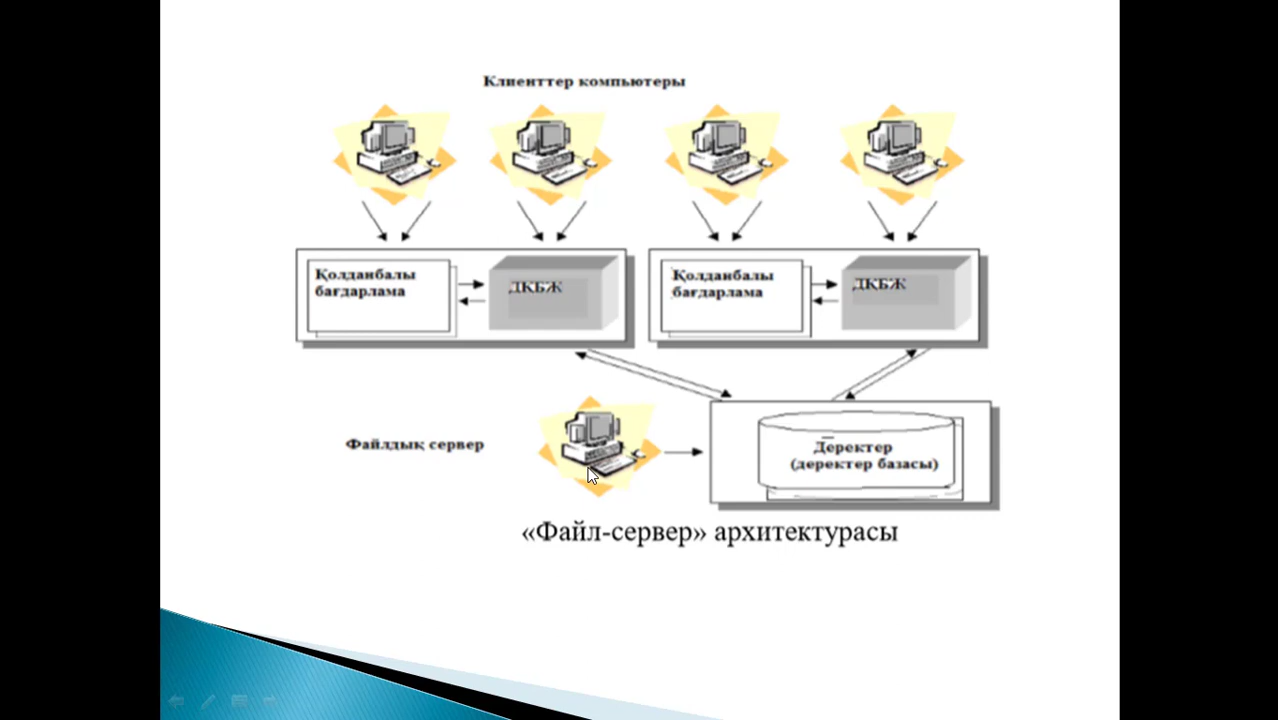 Клиенттер компьютеры
Қолданбалы
бағдарлама
ДҚБЖ
Қолданбалы
бағдарлама
ДҚБЖ
Файлдық сервер
Деректер
(деректер базасы)
«Файл-сервер» архитектурасы